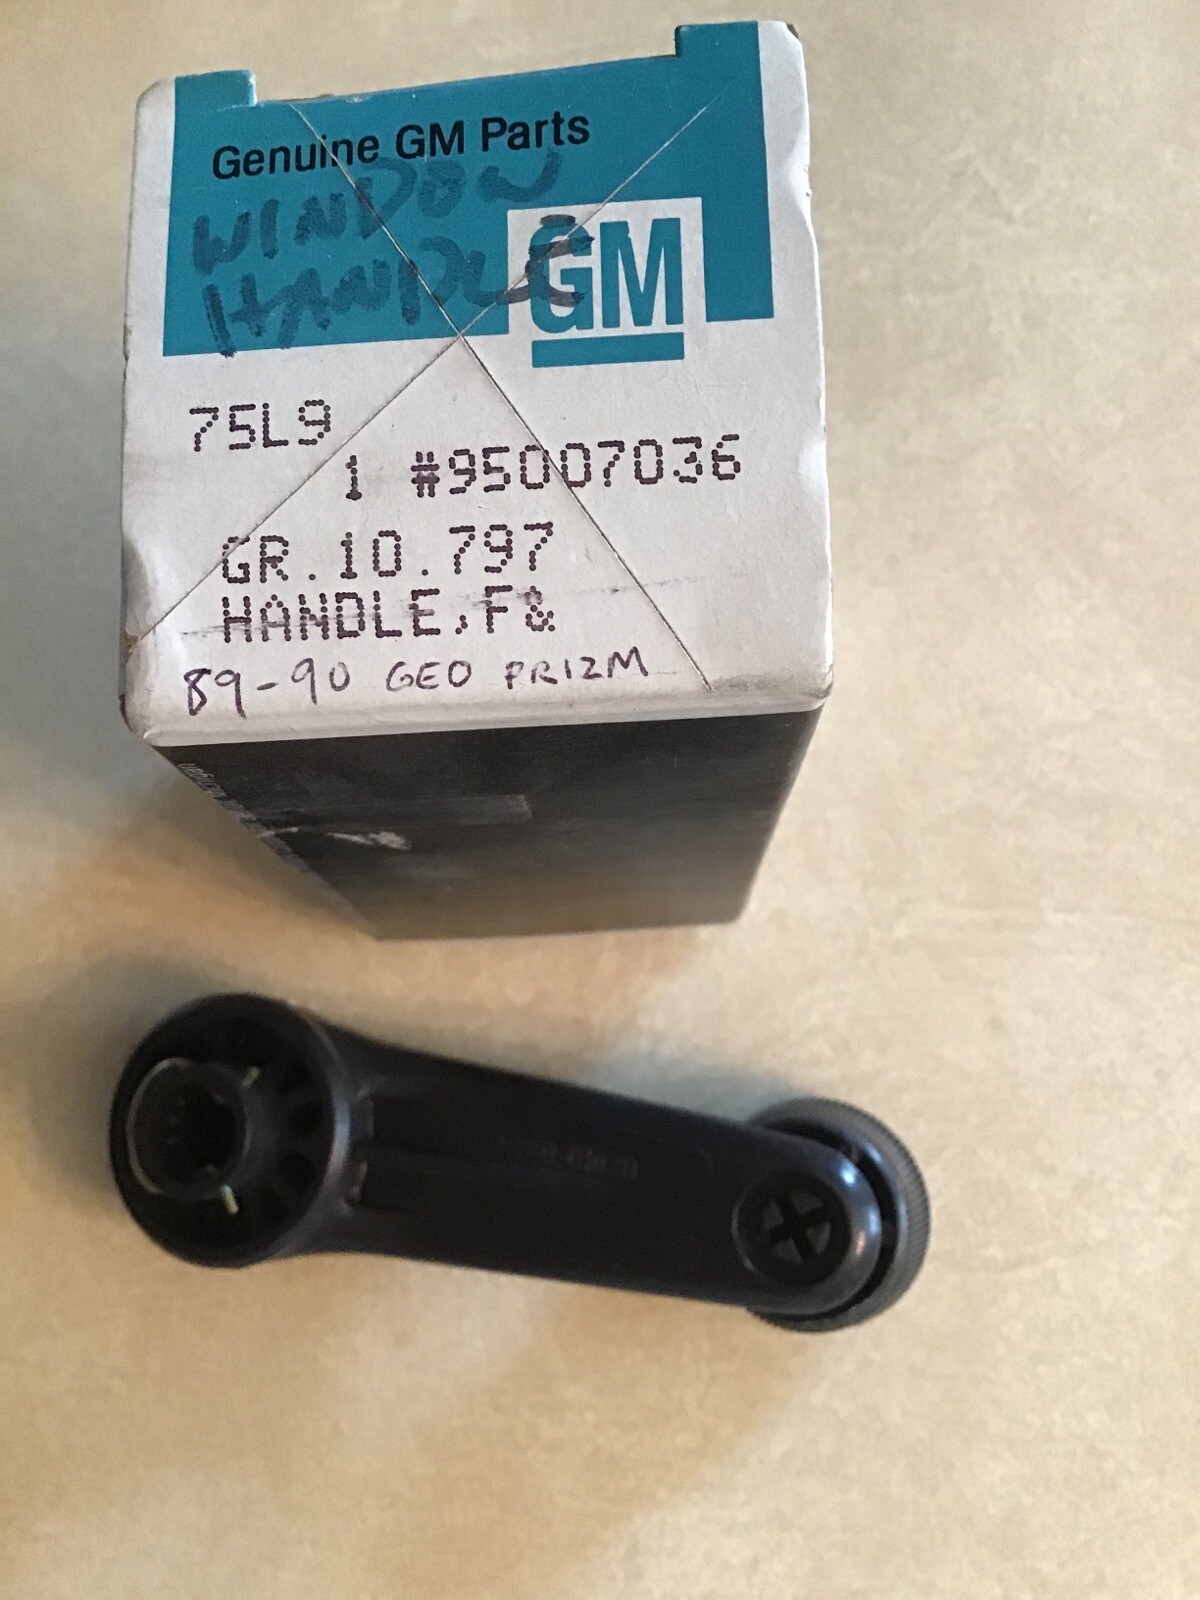 Genuine GM Parts
WINDOW
HANDLE
GM
75L9
1 #95007036
GR.10.797
HANDLE,F&
89-90 GEO PRIZM